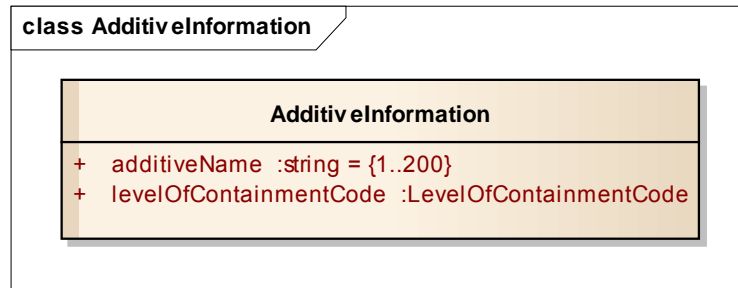 class AdditiveInformation
AdditiveInformation
+ additiveName :string = {1..200}
+ levelOfContainmentCode :LevelOfContainmentCode